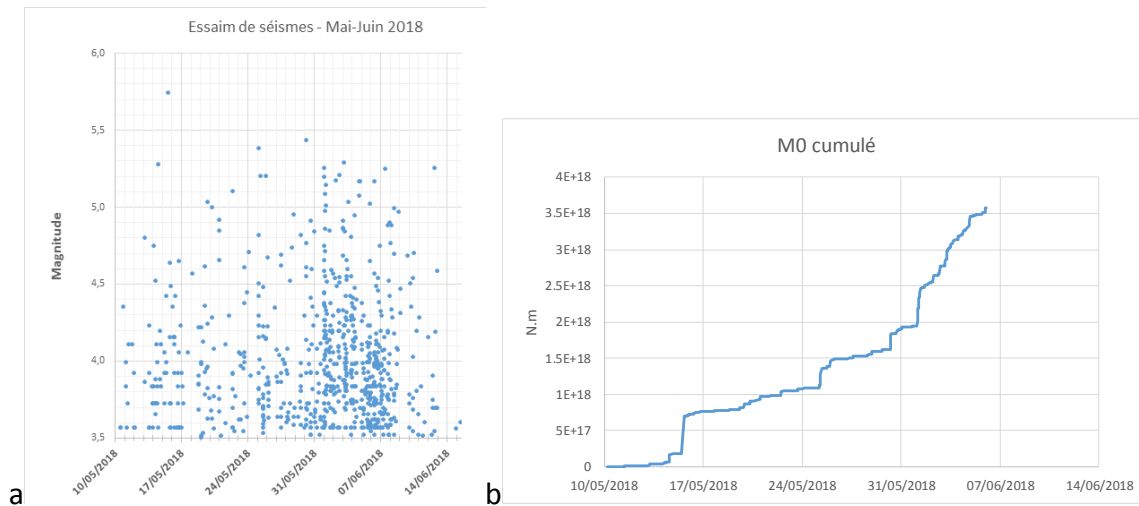 Essaim de séismes - Mai-Juin 2018
6,0
5,5
5,0
4,5
4,0
3,5
Magnitude
10/05/2018
17/05/2018
24/05/2018
31/05/2018
07/06/2018
14/06/2018
a
M0 cumulé
4E+18
3.5E+18
3E+18
2.5E+18
2E+18
1.5E+18
1E+18
5E+17
0
N.m
10/05/2018 17/05/2018 24/05/2018 31/05/2018 07/06/2018 14/06/2018
b